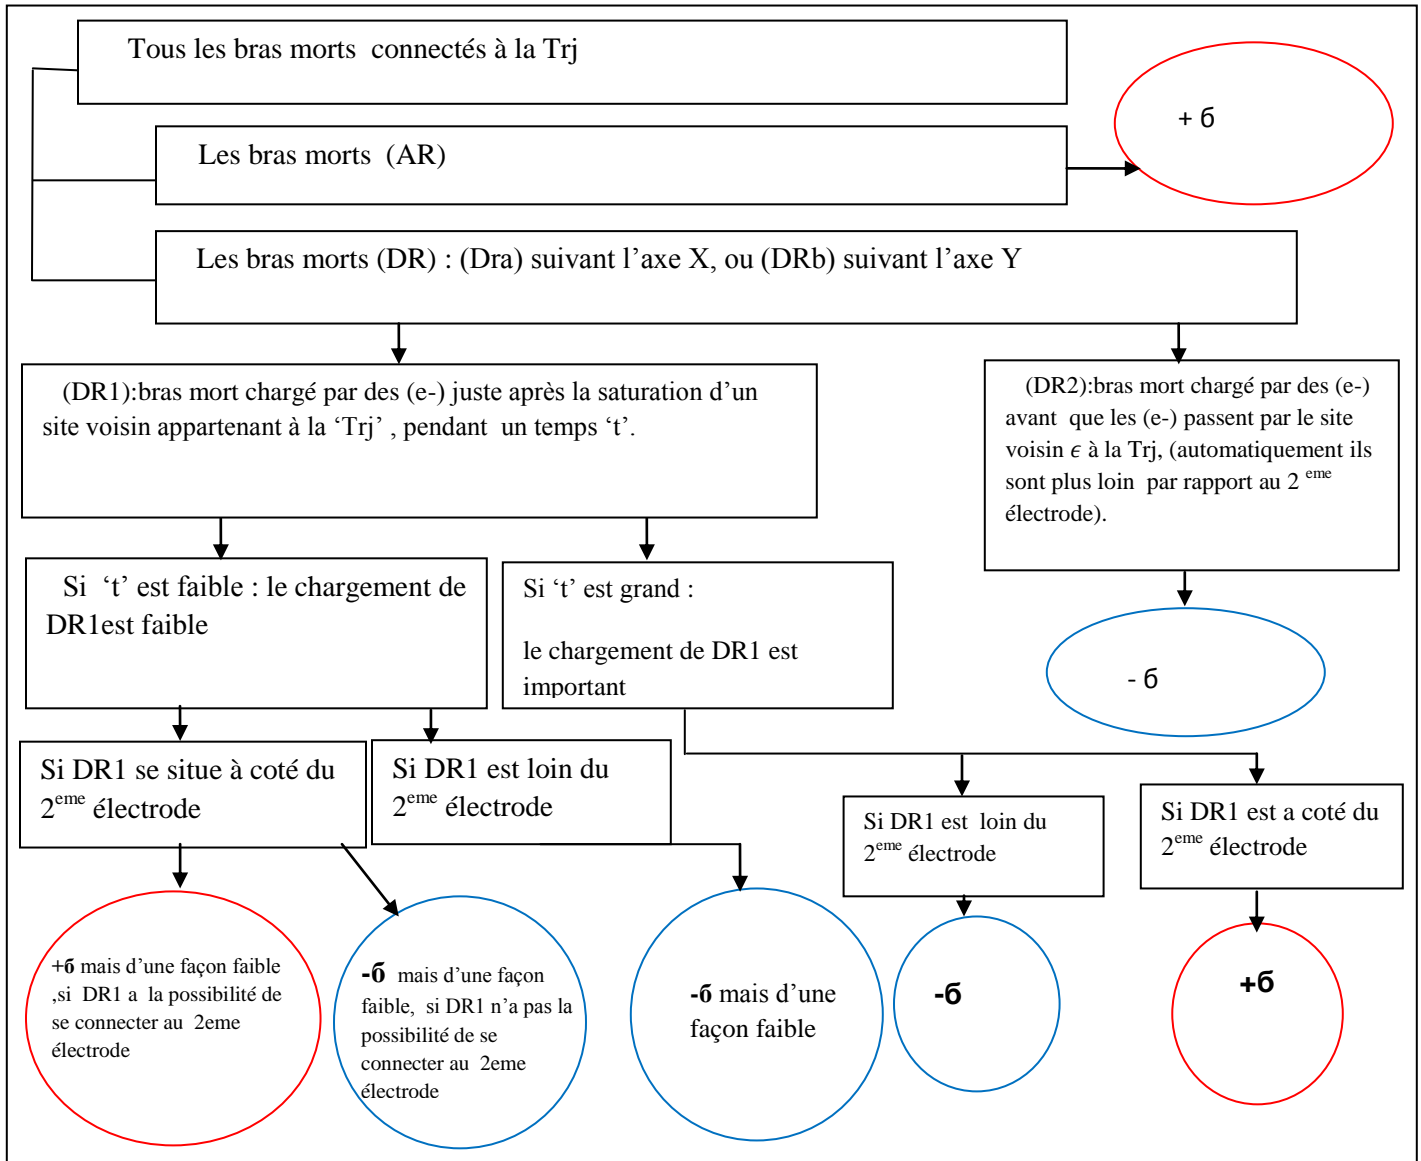 Tous les bras morts connectés à la Trj
+ б
Les bras morts (AR)
Les bras morts (DR) : (Dra) suivant l’axe X, ou (DRb) suivant l’axe Y
(DR1):bras mort chargé par des (e-) juste après la saturation d’un
site voisin appartenant à la ‘Trj’ , pendant un temps ‘t’.
(DR2):bras mort chargé par des (e-)
avant que les (e-) passent par le site
voisin ϵ à la Trj, (automatiquement ils
sont plus loin par rapport au 2 eme
électrode).
Si ‘t’ est faible : le chargement de
DR1est faible
Si ‘t’ est grand :
le chargement de DR1 est
important
- б
Si DR1 se situe à coté du
2eme électrode
Si DR1 est loin du
2eme électrode
Si DR1 est loin du
2eme électrode
Si DR1 est a coté du
2eme électrode
+б mais d’une façon faible
,si DR1 a la possibilité de
se connecter au 2eme
électrode
-б mais d’une façon
faible, si DR1 n’a pas la
possibilité de se
connecter au 2eme
électrode
-б mais d’une
façon faible
-б
+б